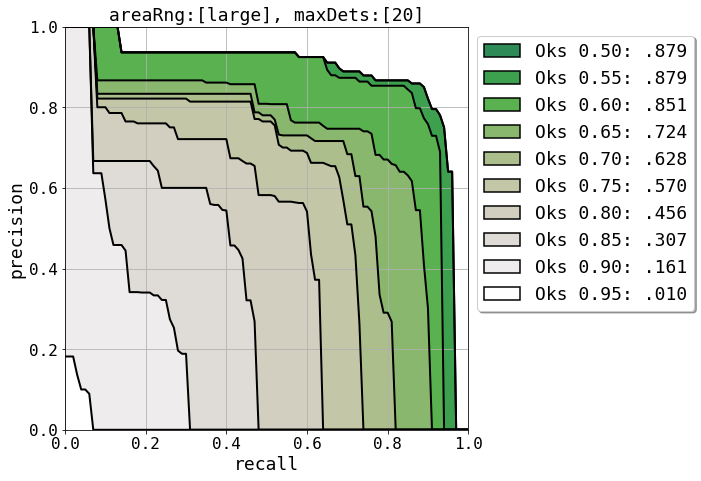 areaRng:[large], maxDets:[20]
1.0
0.8
0.6
0.4
0.2
0.0
precision
0.0 0.2 0.4 0.6 0.8 1.0
recall
Oks 0.50: .879
Oks 0.55: .879
Oks 0.60: .851
Oks 0.65: .724
Oks 0.70: .628
Oks 0.75: .570
Oks 0.80: .456
Oks 0.85: .307
Oks 0.90: .161
Oks 0.95: .010